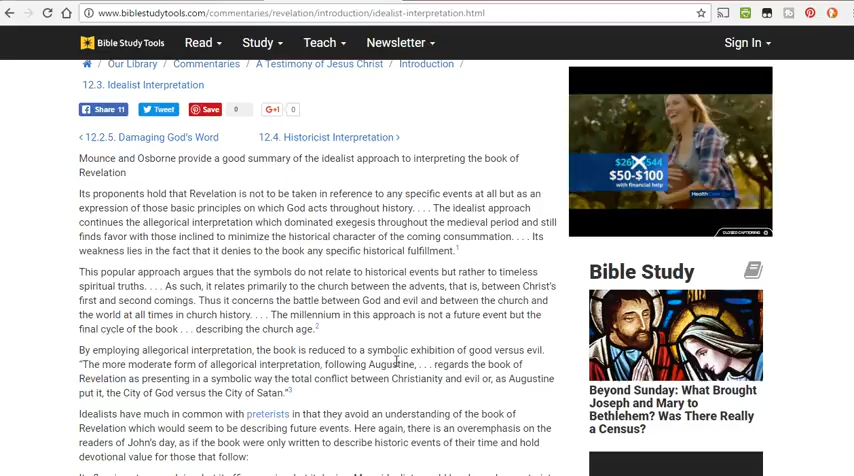 www.biblestudytools.com/commentaries/revelation/introduction/idealist-interpretation.html
Bible Study Tools
Read
Study
Teach
Newsletter
Sign In
/ Our Library / Commentaries / A Testimony of Jesus Christ / Introduction /
12.3. Idealist Interpretation
Share 11
Tweet
Save
0
G+1
0
‹ 12.2.5. Damaging God's Word
12.4. Historicist Interpretation ›
Mounce and Osborne provide a good summary of the idealist approach to interpreting the book of
Revelation
Its proponents hold that Revelation is not to be taken in reference to any specific events at all but as an
expression of those basic principles on which God acts throughout history. . . . The idealist approach
continues the allegorical interpretation which dominated exegesis throughout the medieval period and still
finds favor with those inclined to minimize the historical character of the coming consummation. . . . Its
weakness lies in the fact that it denies to the book any specific historical fulfillment.1
This popular approach argues that the symbols do not relate to historical events but rather to timeless
spiritual truths. . . . As such, it relates primarily to the church between the advents, that is, between Christ's
first and second comings. Thus it concerns the battle between God and evil and between the church and
the world at all times in church history. . . . The millennium in this approach is not a future event but the
final cycle of the book . . . describing the church age.2
By employing allegorical interpretation, the book is reduced to a symbolic exhibition of good versus evil.
"The more moderate form of allegorical interpretation, following Augustine, . . . regards the book of
Revelation as presenting in a symbolic way the total conflict between Christianity and evil or, as Augustine
put it, the City of God versus the City of Satan."3
Idealists have much in common with preterists in that they avoid an understanding of the book of
Revelation which would seem to be describing future events. Here again, there is an overemphasis on the
readers of John's day, as if the book were only written to describe historic events of their time and hold
devotional value for those that follow:
$50-$100
with financial help
CLOSED CAPTIONING
Bible Study
Beyond Sunday: What Brought
Joseph and Mary to
Bethlehem? Was There Really
a Census?